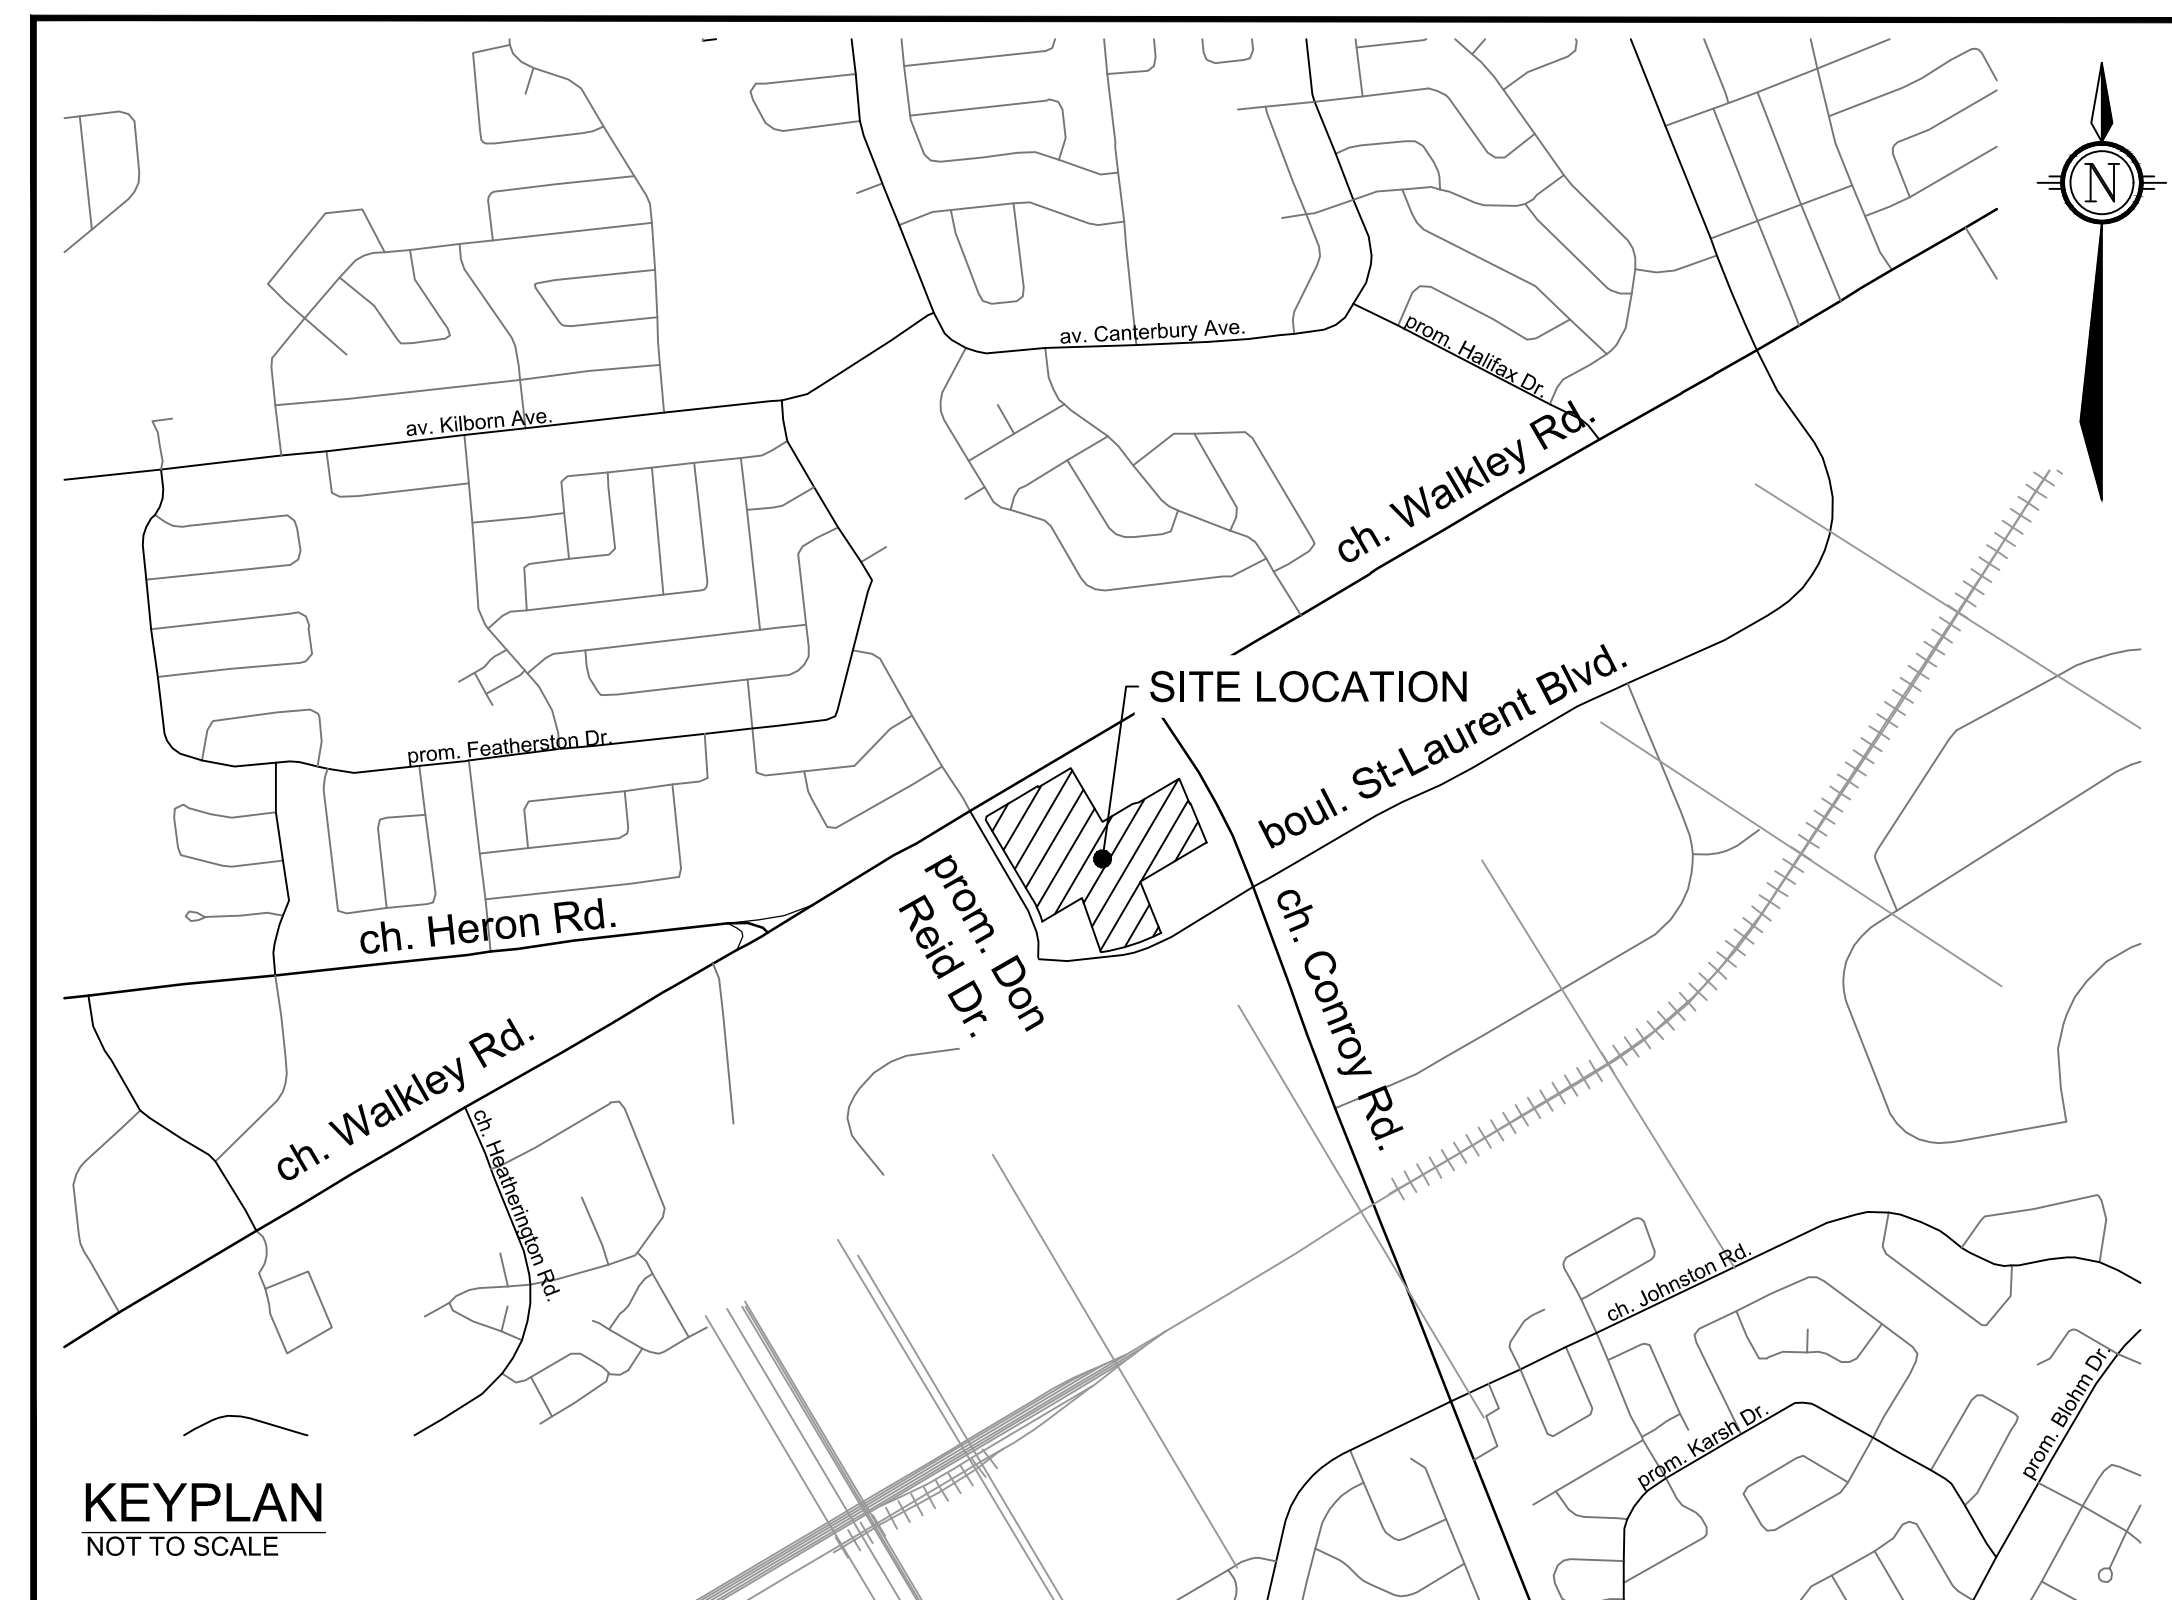 N
av. Canterbury Ave.
prom. Halifax Dr.
av. Kilborn Ave.
ch. Walkley Rd.
SITE LOCATION
boul. St-Laurent Blvd.
prom. Featherston Dr.
ch. Heron Rd.
prom. Don
Reid Dr.
ch. Conroy Rd.
ch. Walkley Rd.
ch. Heatherington Rd.
ch. Johnston Rd.
prom. Karsh Dr.
prom. Blohm Dr.
KEYPLAN
NOT TO SCALE